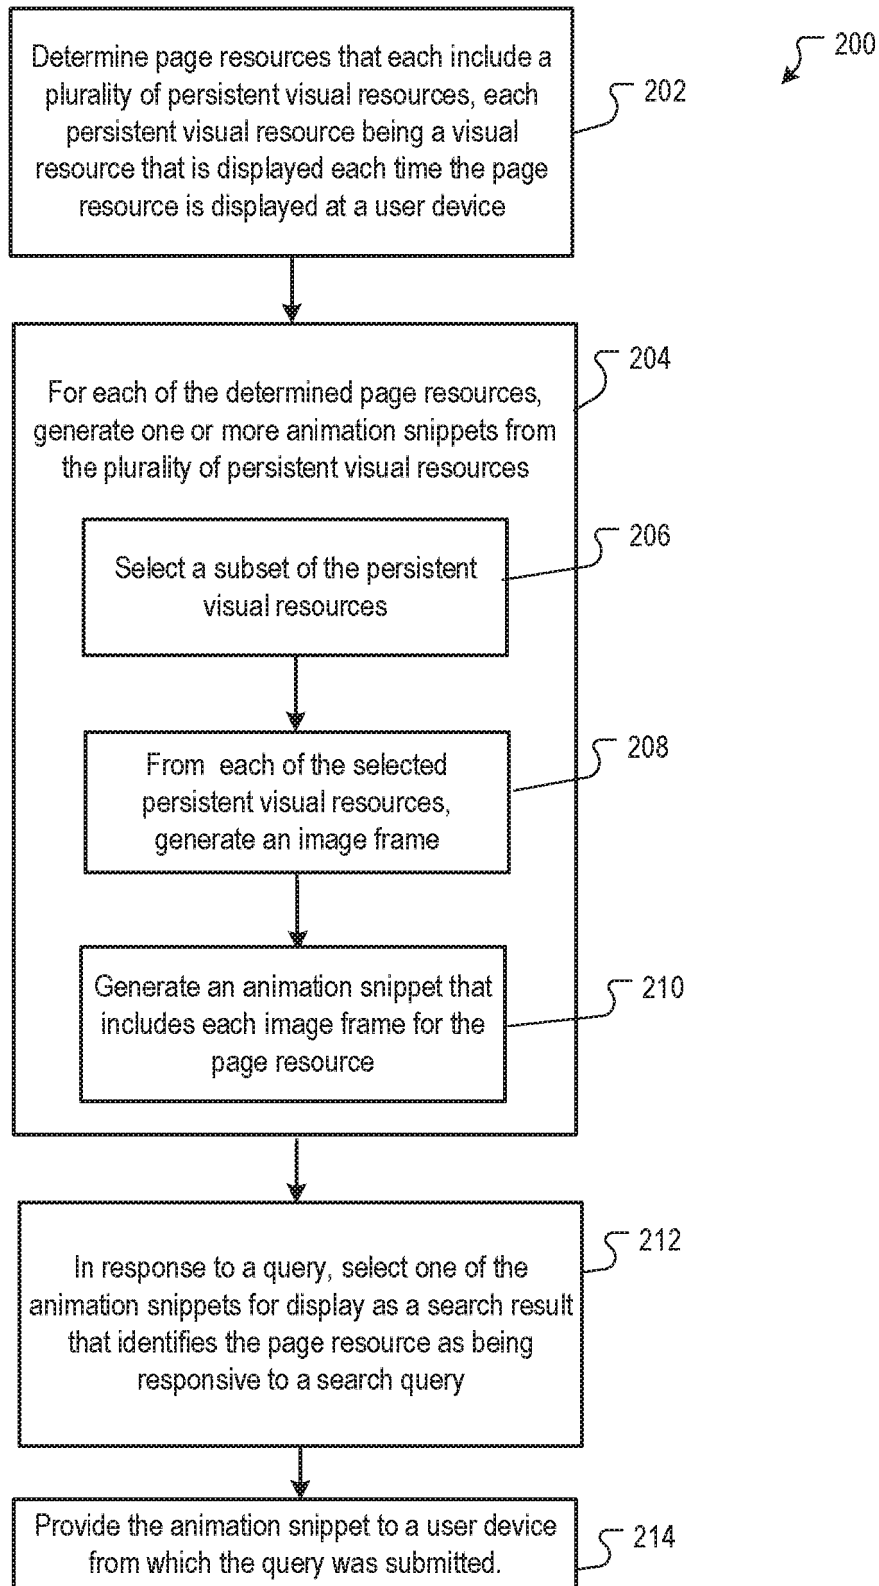 200
Determine page resources that each include a
plurality of persistent visual resources, each
persistent visual resource being a visual
resource that is displayed each time the page
resource is displayed at a user device
202
204
For each of the determined page resources,
generate one or more animation snippets from
the plurality of persistent visual resources
206
Select a subset of the persistent
visual resources
208
From each of the selected
persistent visual resources,
generate an image frame
210
Generate an animation snippet that
includes each image frame for the
page resource
212
In response to a query, select one of the
animation snippets for display as a search result
that identifies the page resource as being
responsive to a search query
Provide the animation snippet to a user device
from which the query was submitted.
214